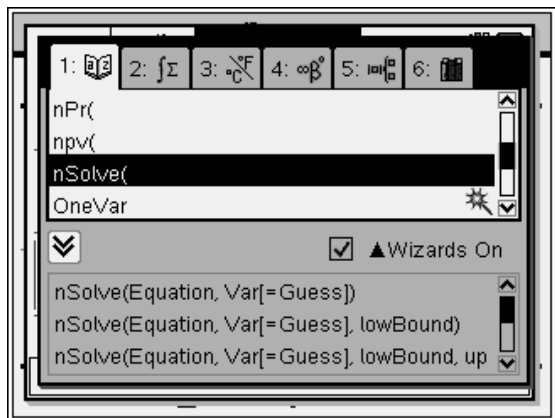 1: 2: ∫Σ 3: °C°F 4: ∞β° 5: 6:
nPr(
npv(
nSolve(
OneVar
▲Wizards On
nSolve(Equation, Var[=Guess])
nSolve(Equation, Var[=Guess], lowBound)
nSolve(Equation, Var[=Guess], lowBound, up